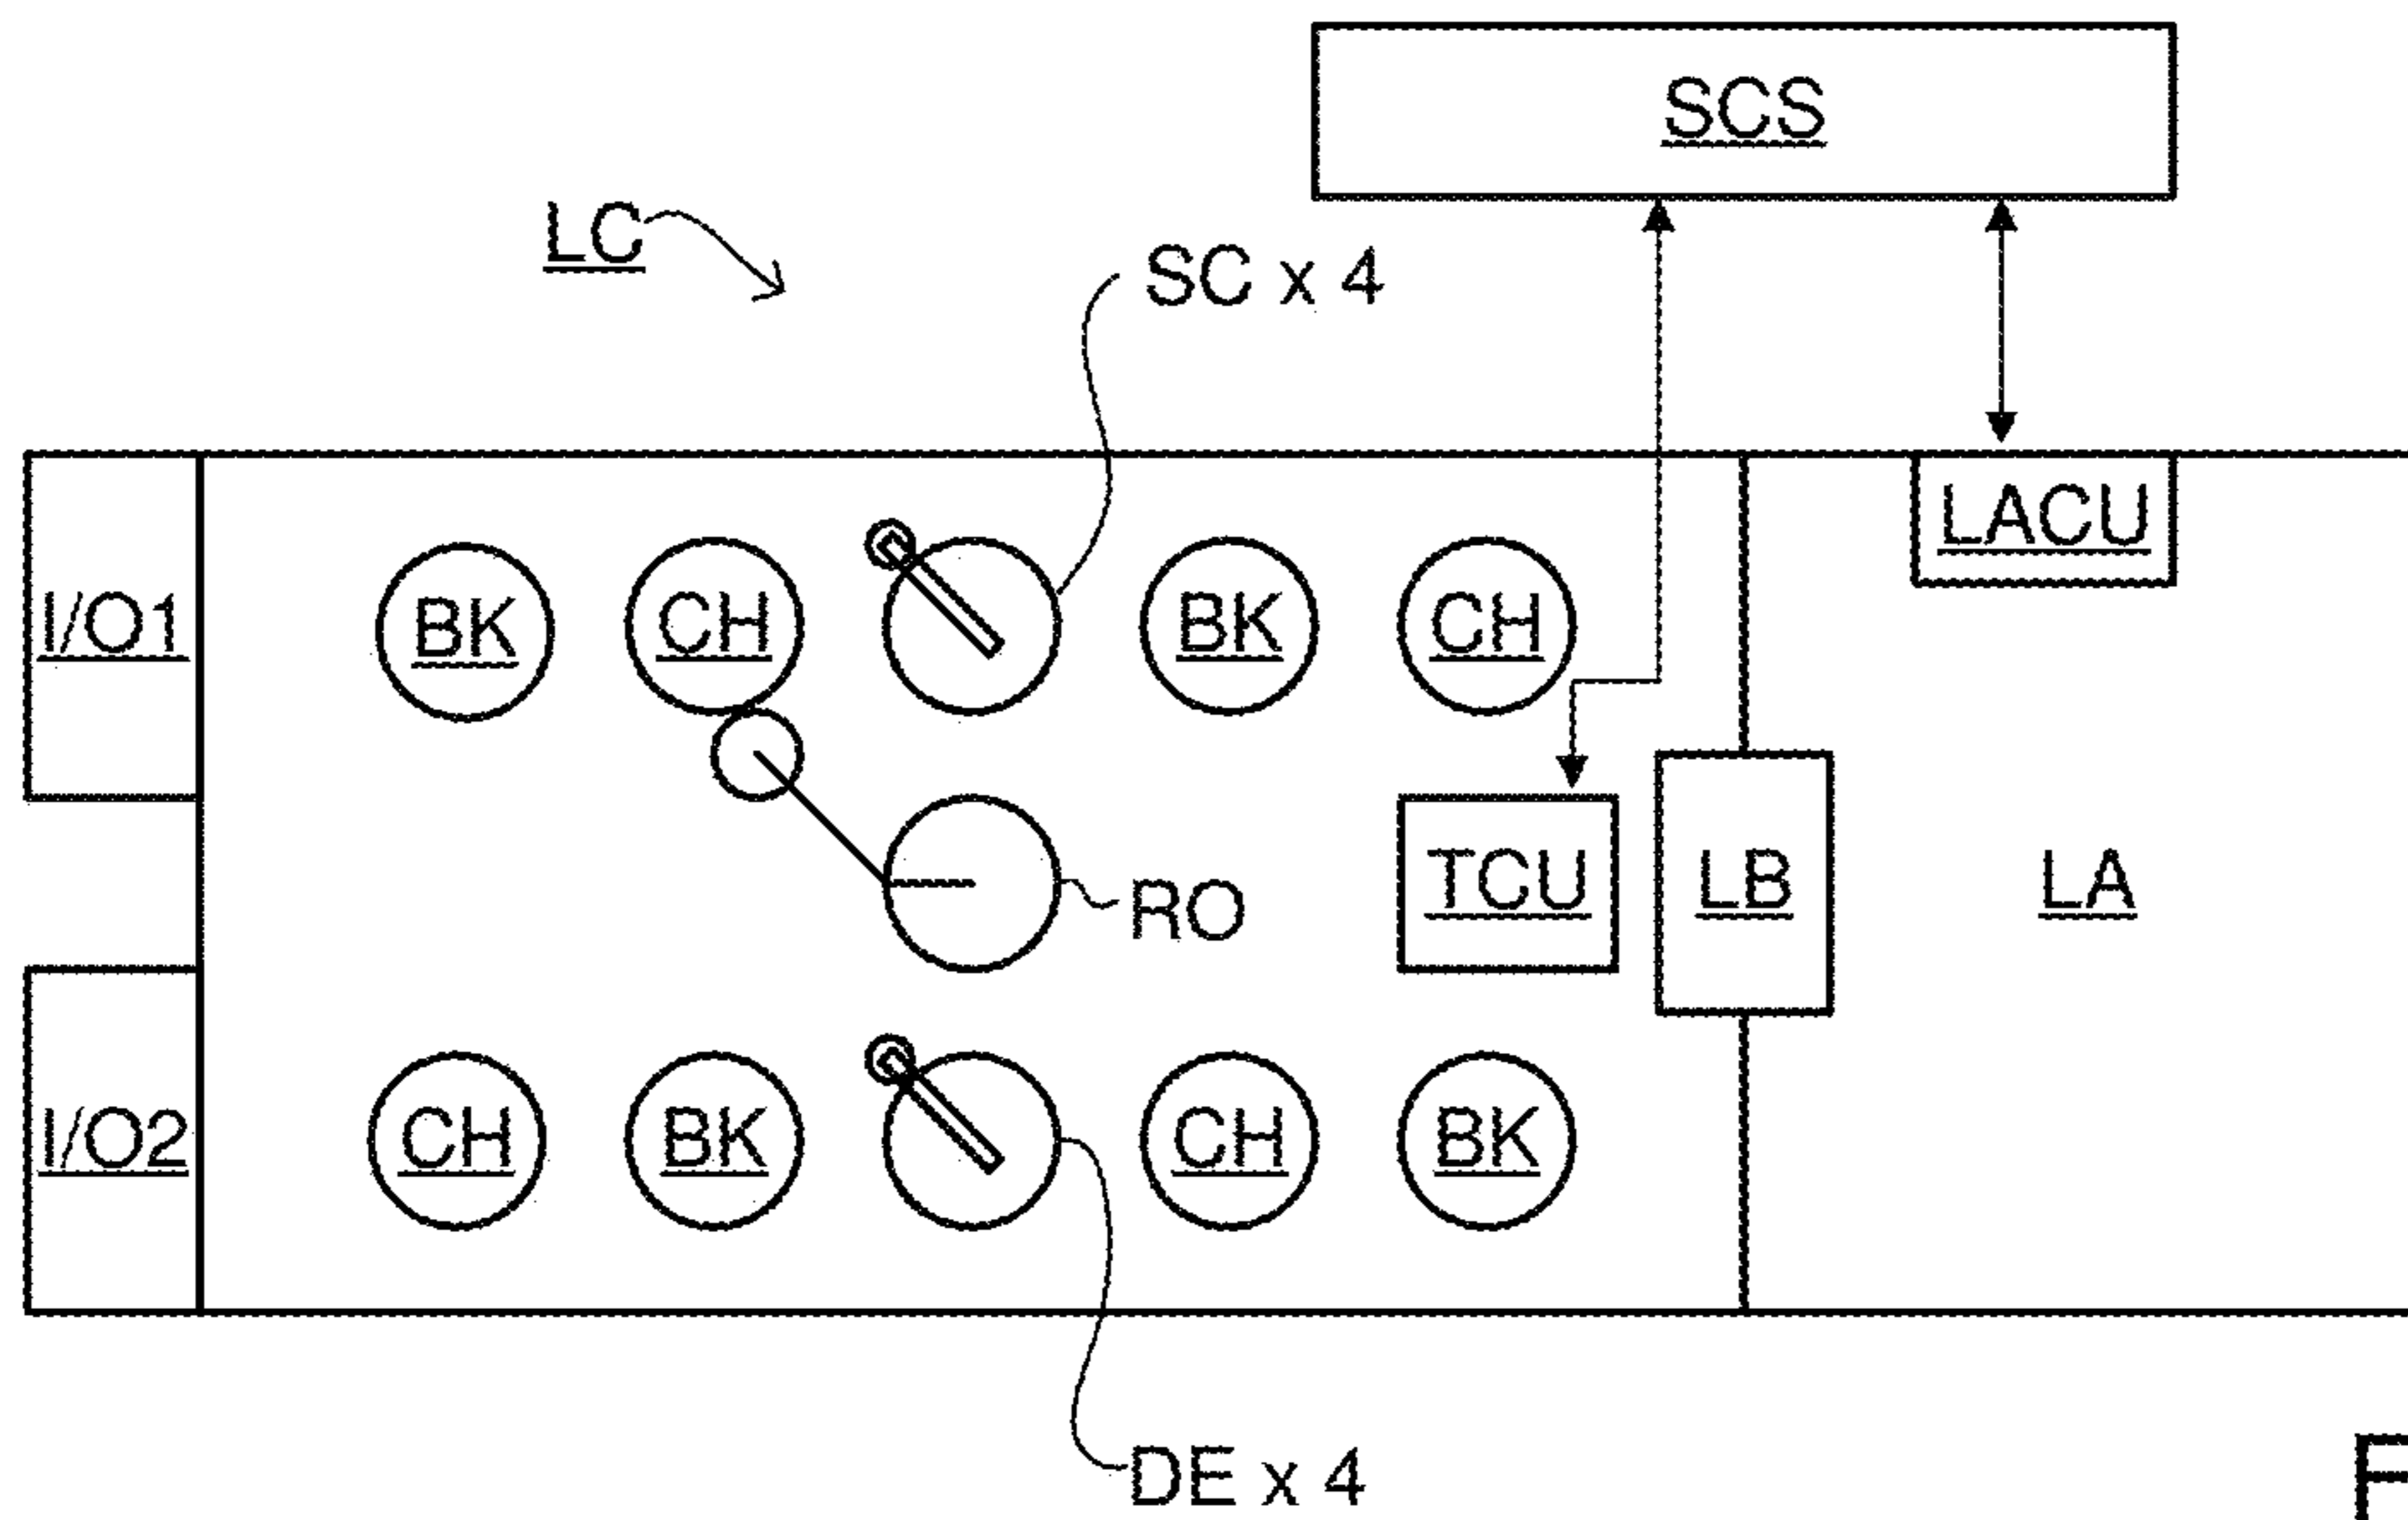 SCS
LC
SC x 4
LACU
I/O1
BK
CH
BK
CH
RO
TCU
LB
LA
I/O2
CH
BK
CH
BK
DE x 4
F